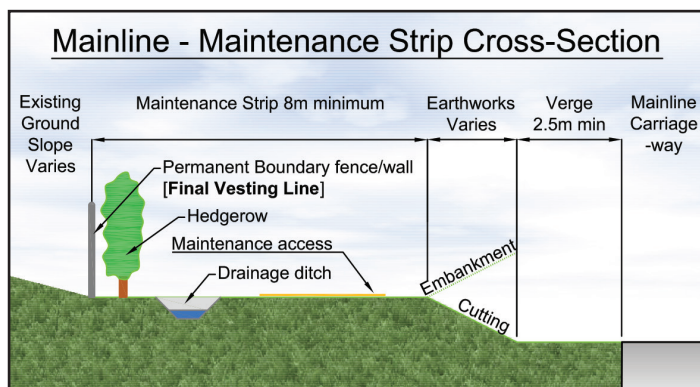 Mainline - Maintenance Strip Cross-Section
Existing
Ground
Slope
Varies
Maintenance Strip 8m minimum
Earthworks
Varies
Verge
2.5m min
Mainline
Carriage
-way
Permanent Boundary fence/wall
[Final Vesting Line]
Hedgerow
Maintenance access
Drainage ditch
Embankment
Cutting